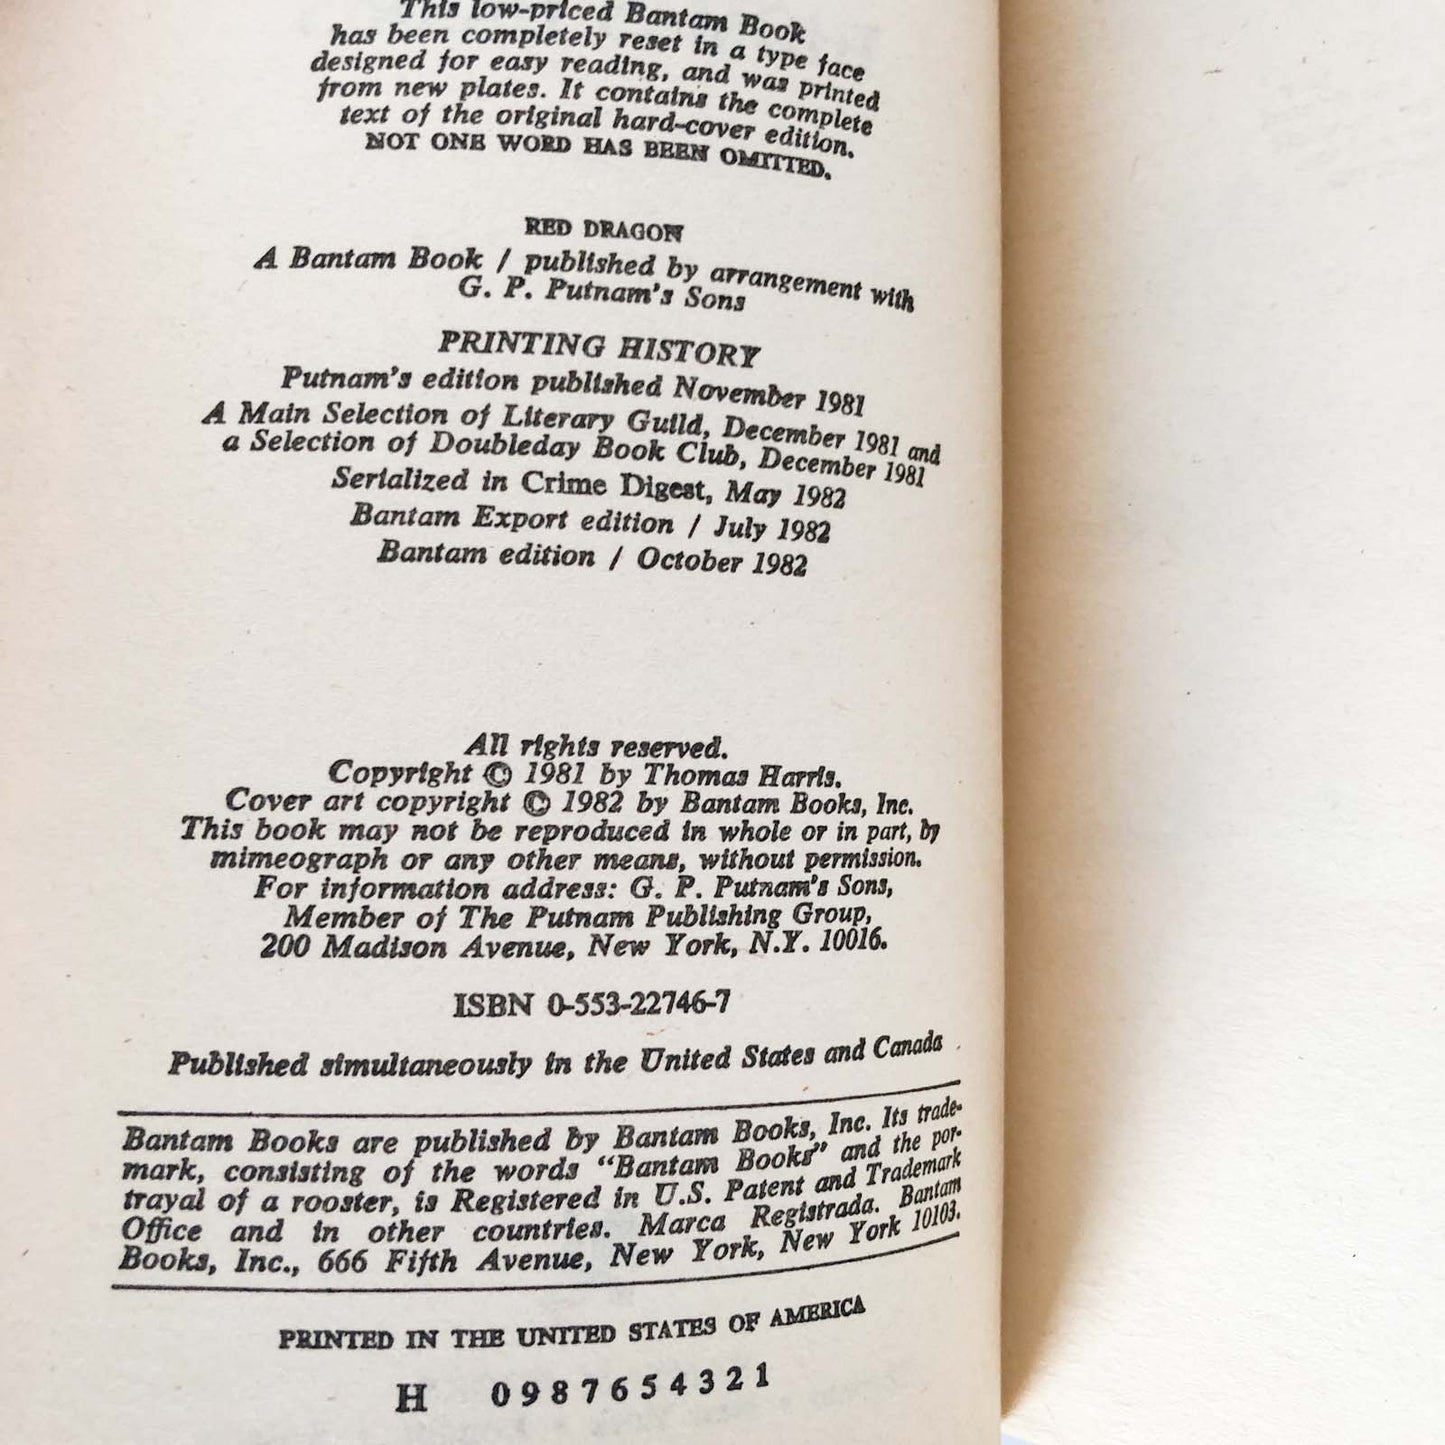 This low-priced Bantam Book
has been completely reset in a type face
designed for easy reading, and was printed
from new plates. It contains the complete
text of the original hard-cover edition.
NOT ONE WORD HAS BEEN OMITTED.
RED DRAGON
A Bantam Book / published by arrangement with
G. P. Putnam's Sons
PRINTING HISTORY
Putnam's edition published November 1981
A Main Selection of Literary Guild, December 1981 and
a Selection of Doubleday Book Club, December 1981
Serialized in Crime Digest, May 1982
Bantam Export edition / July 1982
Bantam edition / October 1982
All rights reserved.
Copyright © 1981 by Thomas Harris.
Cover art copyright © 1982 by Bantam Books, Inc.
This book may not be reproduced in whole or in part, by
mimeograph or any other means, without permission.
For information address: G. P. Putnam's Sons,
Member of The Putnam Publishing Group,
200 Madison Avenue, New York, N.Y. 10016.
ISBN 0-553-22746-7
Published simultaneously in the United States and Canada
Bantam Books are published by Bantam Books, Inc. Its trade-
mark, consisting of the words "Bantam Books" and the por-
trayal of a rooster, is Registered in U.S. Patent and Trademark
Office and in other countries. Marca Registrada. Bantam
Books, Inc., 666 Fifth Avenue, New York, New York 10103.
PRINTED IN THE UNITED STATES OF AMERICA
H 0 9 8 7 6 5 4 3 2 1